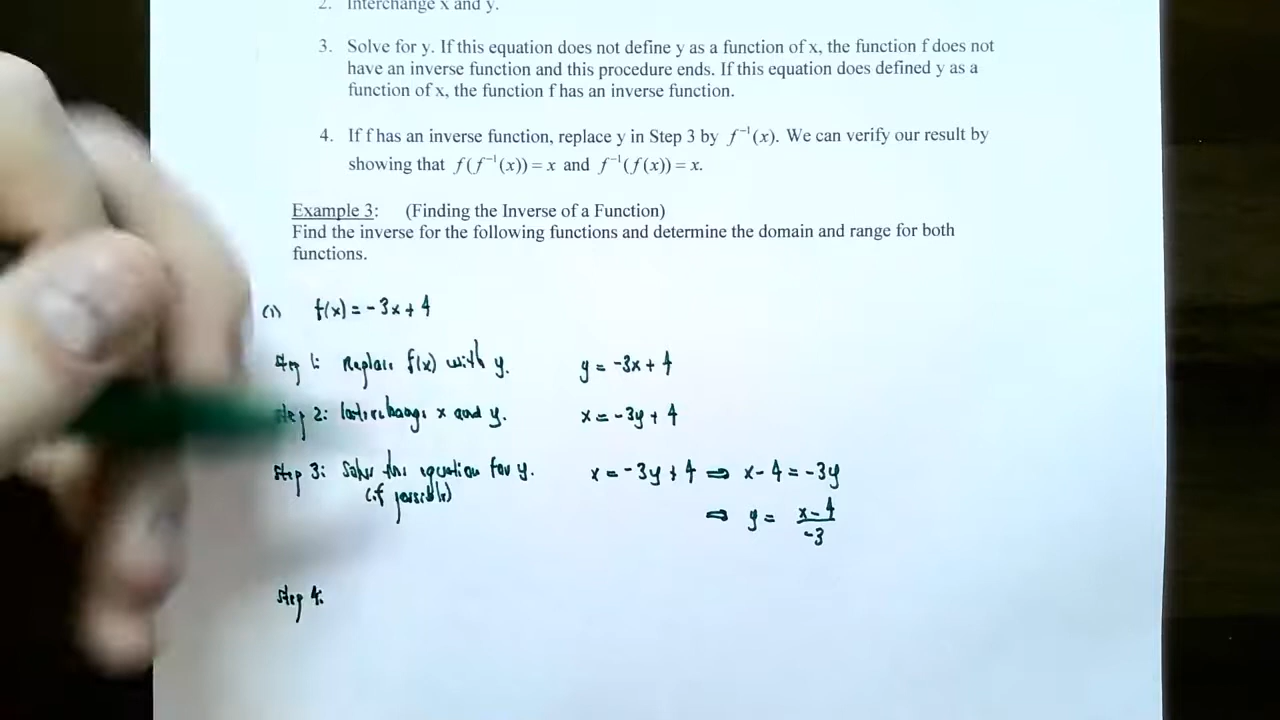 2. Interchange x and y.
3. Solve for y. If this equation does not define y as a function of x, the function f does not
have an inverse function and this procedure ends. If this equation does defined y as a
function of x, the function f has an inverse function.
4. If f has an inverse function, replace y in Step 3 by f⁻¹(x). We can verify our result by
showing that f(f⁻¹(x)) = x and f⁻¹(f(x)) = x.
Example 3: (Finding the Inverse of a Function)
Find the inverse for the following functions and determine the domain and range for both
functions.
(1) f(x) = -3x + 4
Step 1: Replace f(x) with y. y = -3x + 4
Step 2: Interchange x and y. x = -3y + 4
Step 3: Solve this equation for y. x = -3y + 4 ⇒ x - 4 = -3y
(if possible) ⇒ y = (x - 4)/-3
Step 4: